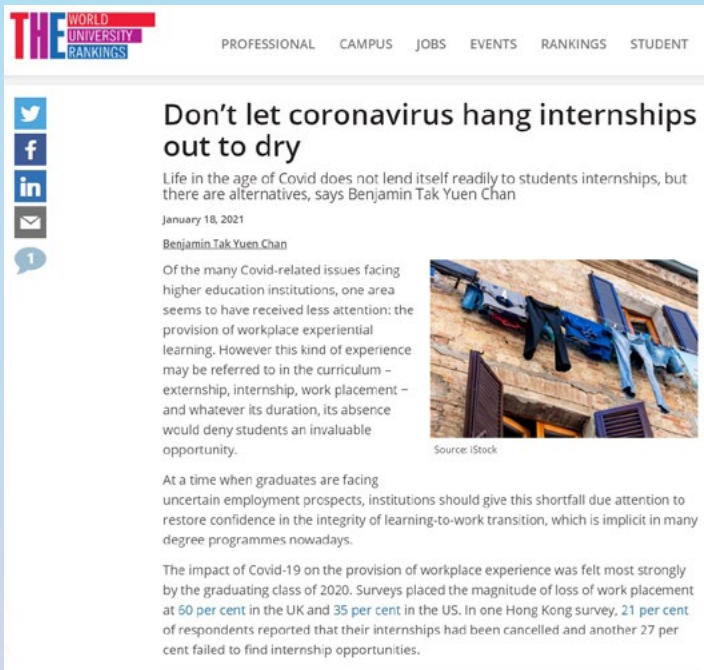 THE WORLD UNIVERSITY RANKINGS
PROFESSIONAL CAMPUS JOBS EVENTS RANKINGS STUDENT
Don't let coronavirus hang internships
out to dry
Life in the age of Covid does not lend itself readily to students internships, but
there are alternatives, says Benjamin Tak Yuen Chan
January 18, 2021
Benjamin Tak Yuen Chan
Of the many Covid-related issues facing
higher education institutions, one area
seems to have received less attention: the
provision of workplace experiential
learning. However this kind of experience
may be referred to in the curriculum –
externship, internship, work placement –
and whatever its duration, its absence
would deny students an invaluable
opportunity.
Source: iStock
At a time when graduates are facing
uncertain employment prospects, institutions should give this shortfall due attention to
restore confidence in the integrity of learning-to-work transition, which is implicit in many
degree programmes nowadays.
The impact of Covid-19 on the provision of workplace experience was felt most strongly
by the graduating class of 2020. Surveys placed the magnitude of loss of work placement
at 60 per cent in the UK and 35 per cent in the US. In one Hong Kong survey, 21 per cent
of respondents reported that their internships had been cancelled and another 27 per
cent failed to find internship opportunities.
f
in
1